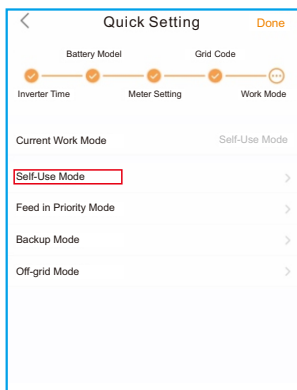 Quick Setting Done
Battery Model Grid Code
Inverter Time Meter Setting Work Mode
Current Work Mode Self-Use Mode
Self-Use Mode
Feed in Priority Mode
Backup Mode
Off-grid Mode